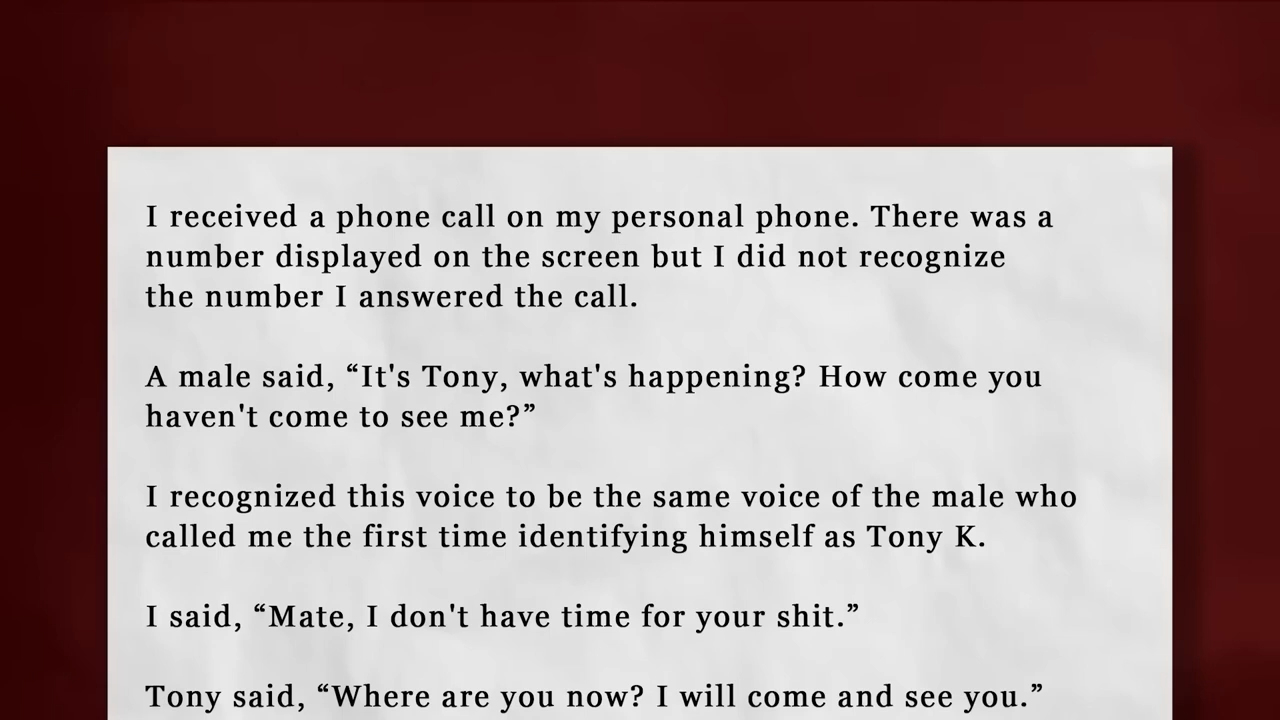 I received a phone call on my personal phone. There was a
number displayed on the screen but I did not recognize
the number I answered the call.
A male said, “It's Tony, what's happening? How come you
haven't come to see me?”
I recognized this voice to be the same voice of the male who
called me the first time identifying himself as Tony K.
I said, “Mate, I don't have time for your shit.”
Tony said, “Where are you now? I will come and see you.”